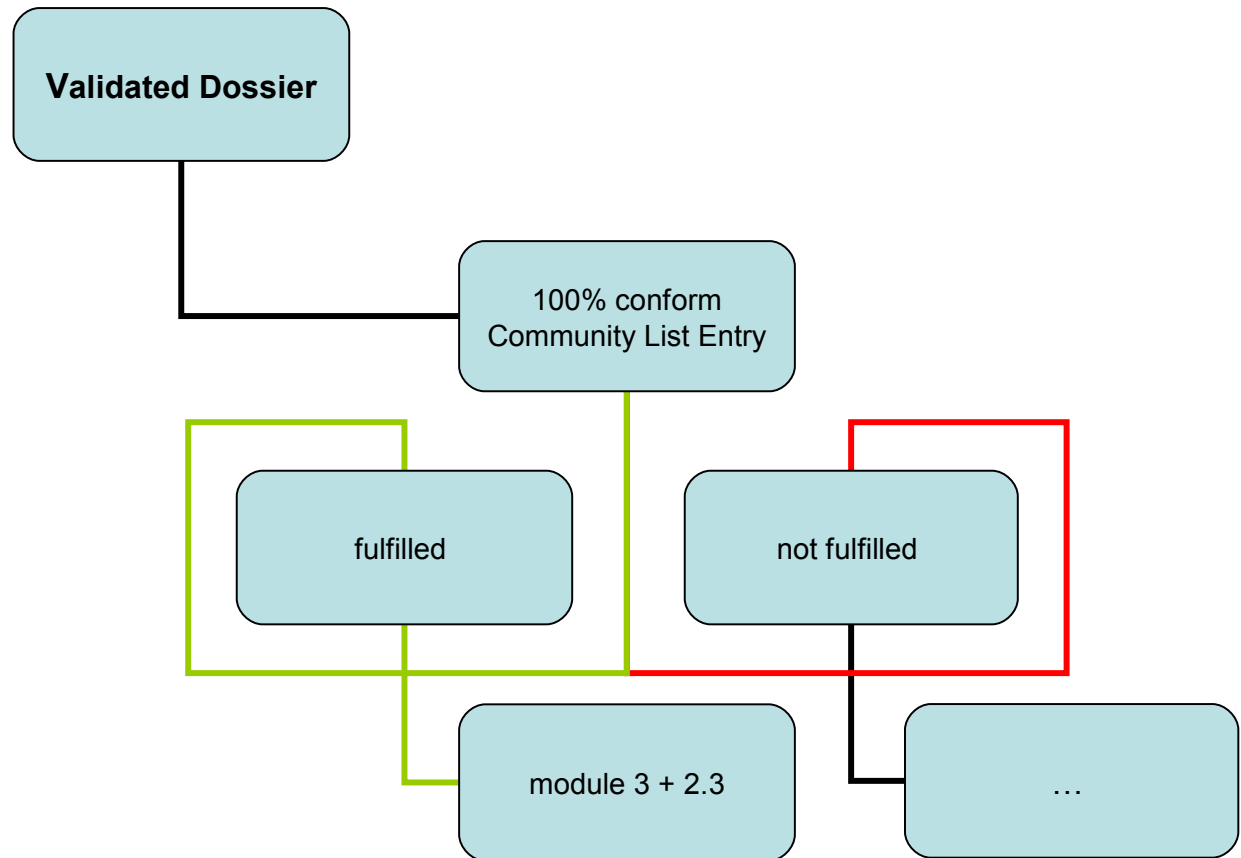 Validated Dossier
100% conform
Community List Entry
fulfilled
not fulfilled
module 3 + 2.3
…